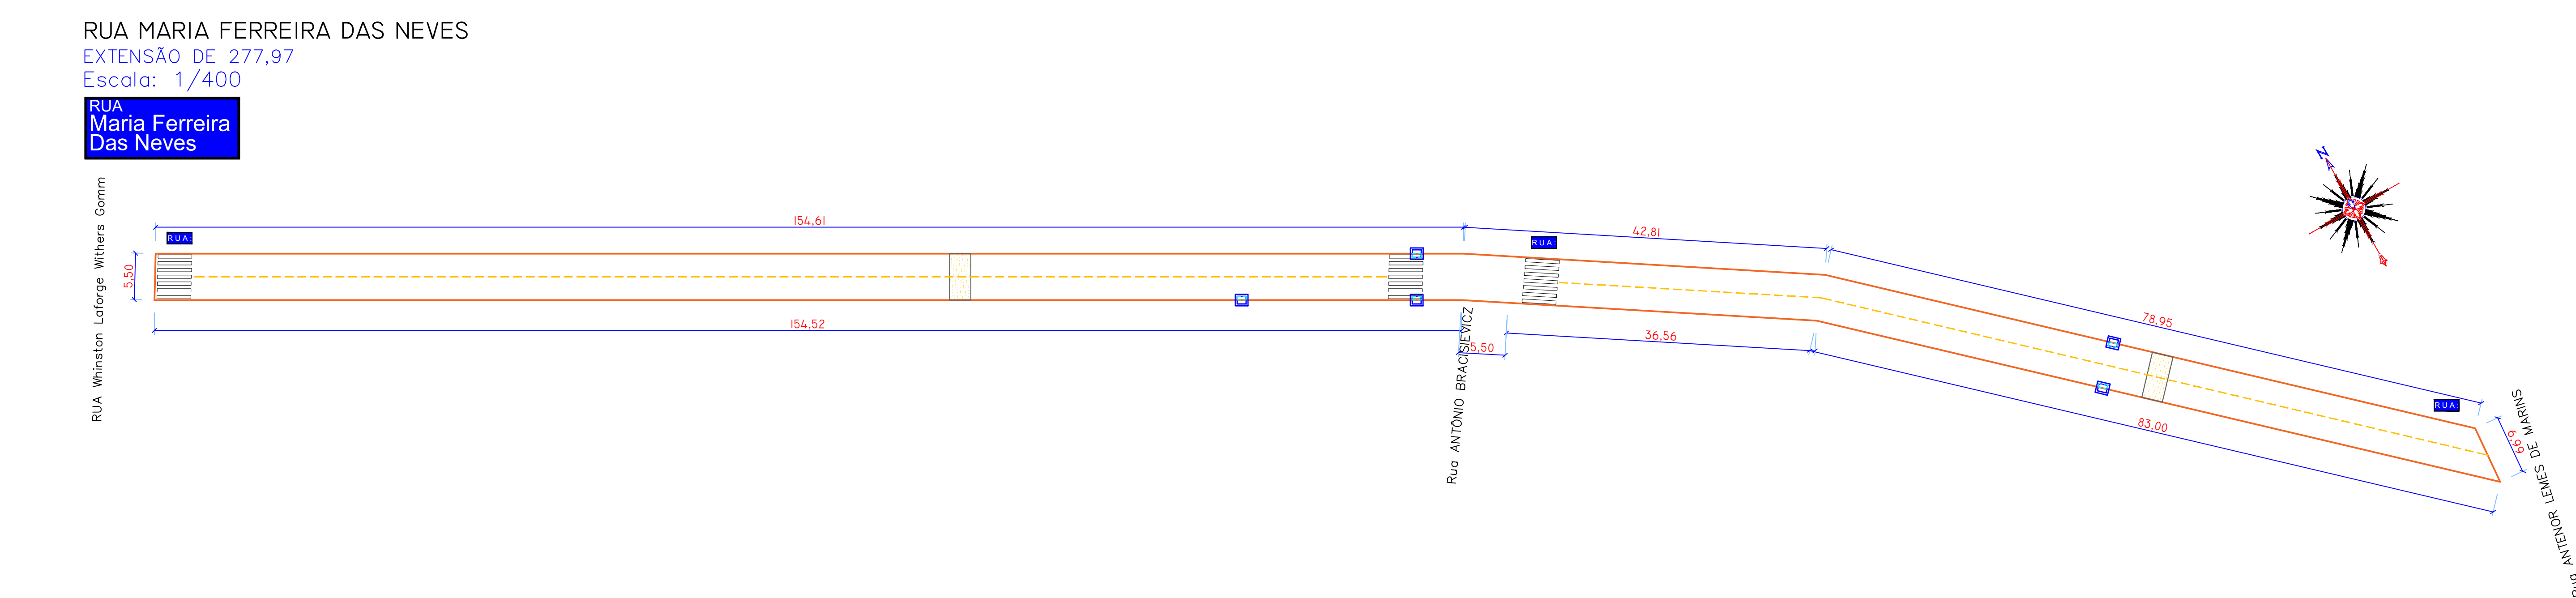 RUA MARIA FERREIRA DAS NEVES
EXTENSÃO DE 277,97
Escala: 1/400
RUA
Maria Ferreira
Das Neves
RUA Whinston Laforge Withers Gomm
154,61
RUA:
5,50
154,52
42,81
RUA:
Rua ANTÔNIO BRACISIEVICZ
5,50
36,56
78,95
83,00
RUA:
6,69
RUA ANTENOR LEMES DE MARINS
N